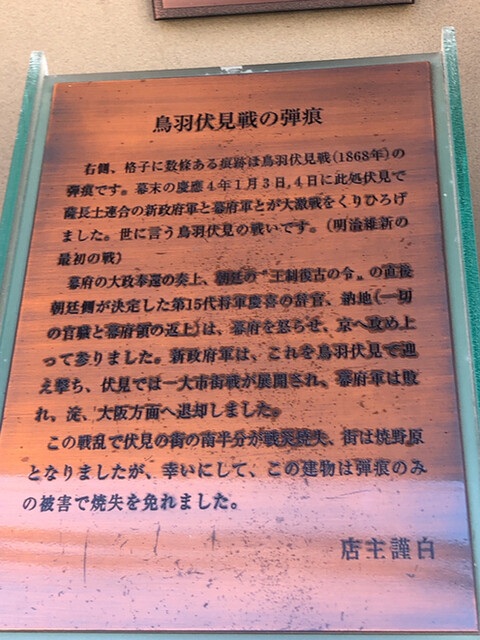 鳥羽伏見戦の弾痕
右側、格子に数條ある痕跡は鳥羽伏見戦(1868年)の
弾痕です。幕末の慶應4年1月3日,4日に此処伏見で
薩長土連合の新政府軍と幕府軍とが大激戦をくりひろげ
ました。世に言う鳥羽伏見の戦いです。(明治維新の
最初の戦)
幕府の大政奉還の奏上、朝廷の"王制復古の令"の直後
朝廷側が決定した第15代将軍慶喜の辞官、納地(一切
の官職と幕府領の返上)は、幕府を怒らせ、京へ攻め上
って参りました。新政府軍は、これを鳥羽伏見で迎
え撃ち、伏見では一大市街戦が展開され、幕府軍は敗
れ、淀、大阪方面へ退却しました。
この戦乱で伏見の街の南半分が戦災焼失、街は焼野原
となりましたが、幸いにして、この建物は弾痕のみ
の被害で焼失を免れました。
店主謹白